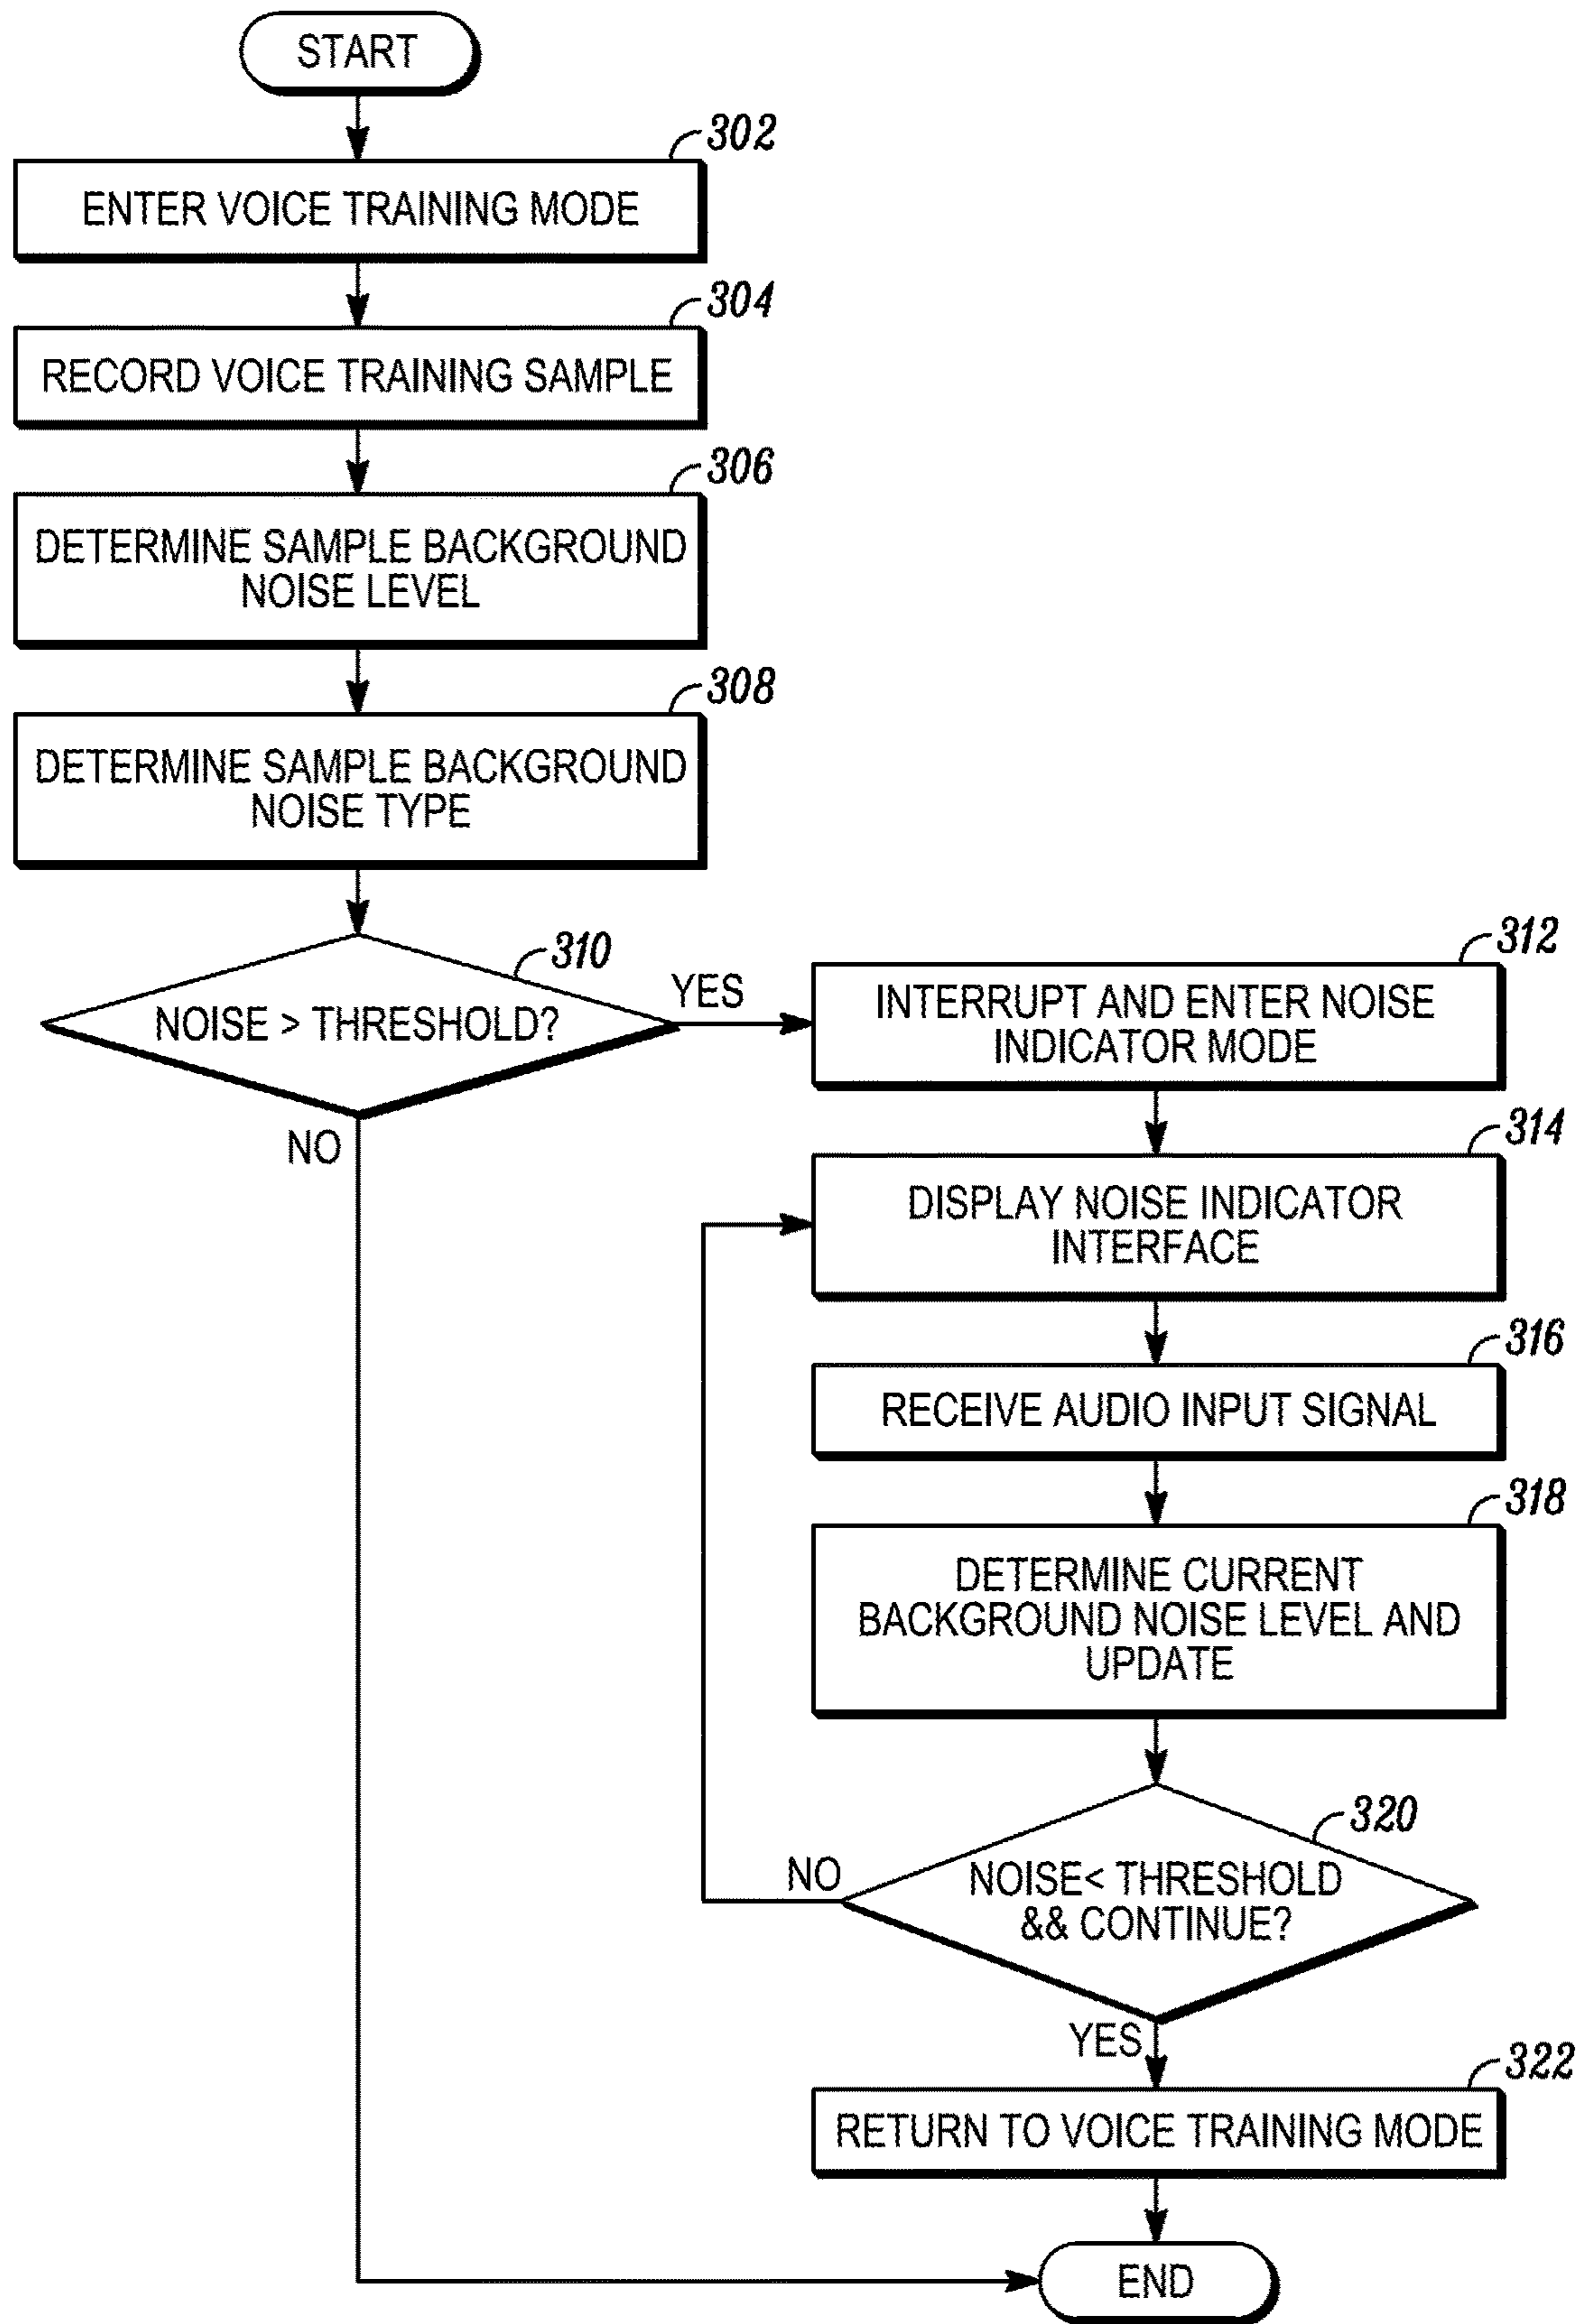 START
302
ENTER VOICE TRAINING MODE
304
RECORD VOICE TRAINING SAMPLE
306
DETERMINE SAMPLE BACKGROUND
NOISE LEVEL
308
DETERMINE SAMPLE BACKGROUND
NOISE TYPE
310
NOISE > THRESHOLD?
YES
NO
312
INTERRUPT AND ENTER NOISE
INDICATOR MODE
314
DISPLAY NOISE INDICATOR
INTERFACE
316
RECEIVE AUDIO INPUT SIGNAL
318
DETERMINE CURRENT
BACKGROUND NOISE LEVEL AND
UPDATE
320
NOISE< THRESHOLD
&& CONTINUE?
NO
YES
322
RETURN TO VOICE TRAINING MODE
END